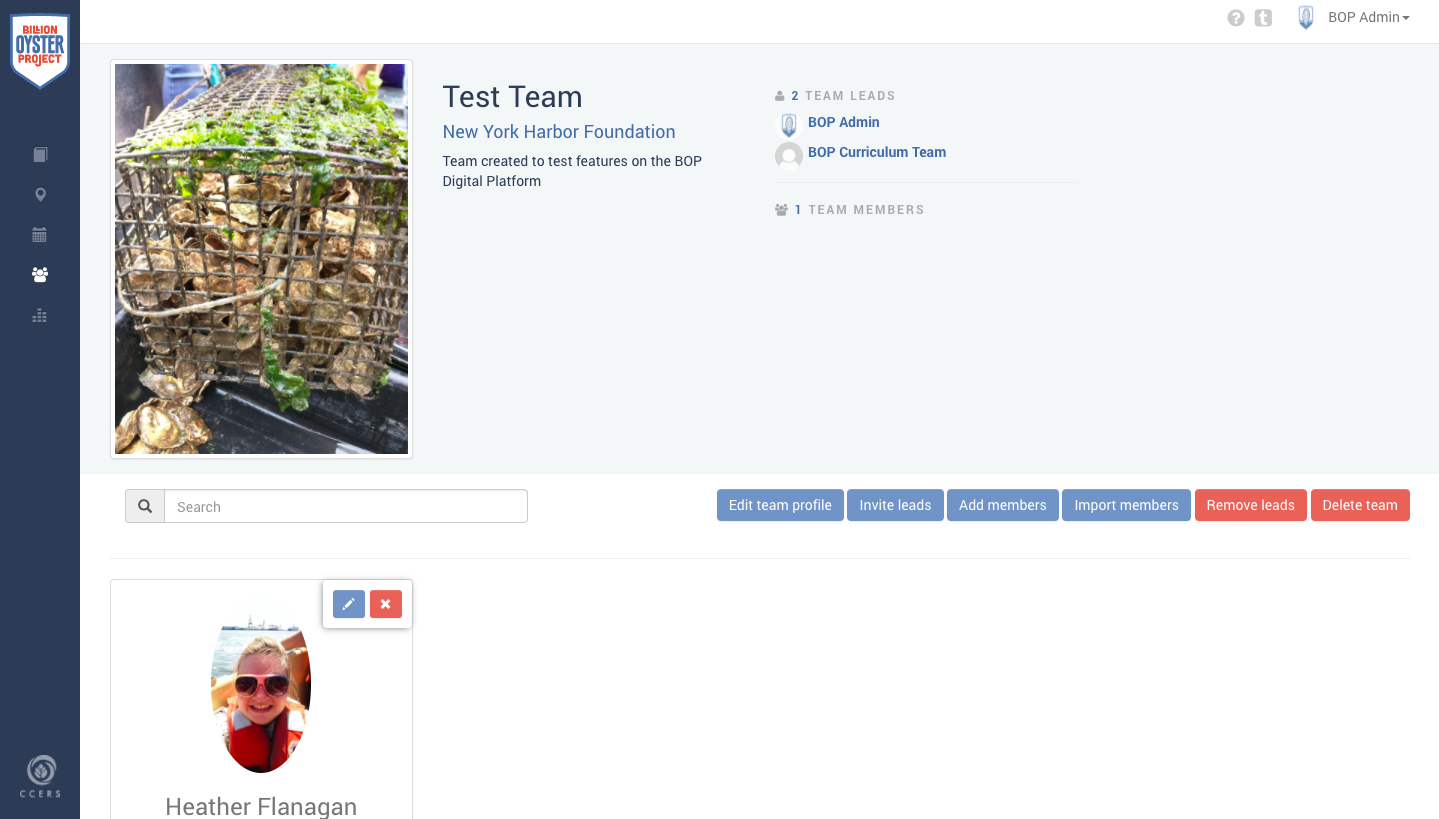 BILLION
OYSTER
PROJECT
BOP Admin
Test Team
New York Harbor Foundation
Team created to test features on the BOP
Digital Platform
2 TEAM LEADS
BOP Admin
BOP Curriculum Team
1 TEAM MEMBERS
Search
Edit team profile
Invite leads
Add members
Import members
Remove leads
Delete team
Heather Flanagan
CCERS